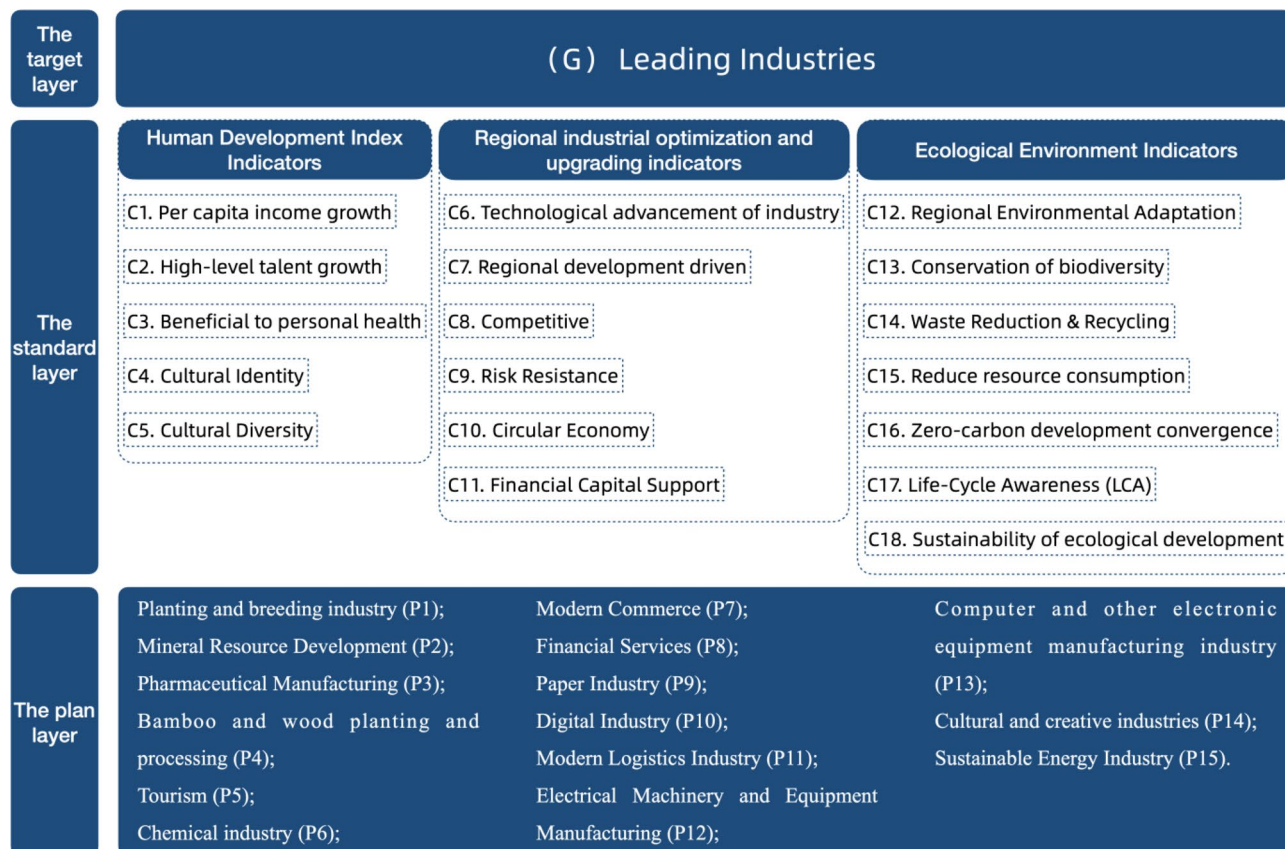 The
target
layer
(G) Leading Industries
The
standard
layer
Human Development Index
Indicators
C1. Per capita income growth
C2. High-level talent growth
C3. Beneficial to personal health
C4. Cultural Identity
C5. Cultural Diversity
Regional industrial optimization and
upgrading indicators
C6. Technological advancement of industry
C7. Regional development driven
C8. Competitive
C9. Risk Resistance
C10. Circular Economy
C11. Financial Capital Support
Ecological Environment Indicators
C12. Regional Environmental Adaptation
C13. Conservation of biodiversity
C14. Waste Reduction & Recycling
C15. Reduce resource consumption
C16. Zero-carbon development convergence
C17. Life-Cycle Awareness (LCA)
C18. Sustainability of ecological development
The plan
layer
Planting and breeding industry (P1);
Mineral Resource Development (P2);
Pharmaceutical Manufacturing (P3);
Bamboo and wood planting and
processing (P4);
Tourism (P5);
Chemical industry (P6);
Modern Commerce (P7);
Financial Services (P8);
Paper Industry (P9);
Digital Industry (P10);
Modern Logistics Industry (P11);
Electrical Machinery and Equipment
Manufacturing (P12);
Computer and other electronic
equipment manufacturing industry
(P13);
Cultural and creative industries (P14);
Sustainable Energy Industry (P15).